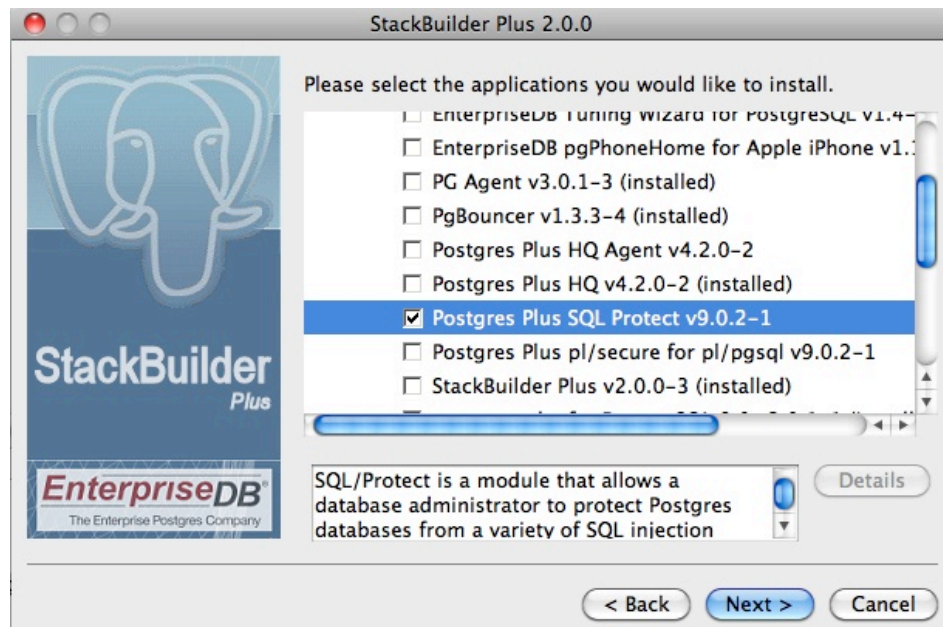 StackBuilder Plus 2.0.0
Please select the applications you would like to install.
EnterpriseDB Tuning Wizard for PostgreSQL v1.4-
EnterpriseDB pgPhoneHome for Apple iPhone v1.
PG Agent v3.0.1-3 (installed)
PgBouncer v1.3.3-4 (installed)
Postgres Plus HQ Agent v4.2.0-2
Postgres Plus HQ v4.2.0-2 (installed)
Postgres Plus SQL Protect v9.0.2-1
Postgres Plus pl/secure for pl/pgsql v9.0.2-1
StackBuilder Plus v2.0.0-3 (installed)
StackBuilder
Plus
EnterpriseDB®
The Enterprise Postgres Company
SQL/Protect is a module that allows a
database administrator to protect Postgres
databases from a variety of SQL injection
Details
< Back
Next >
Cancel